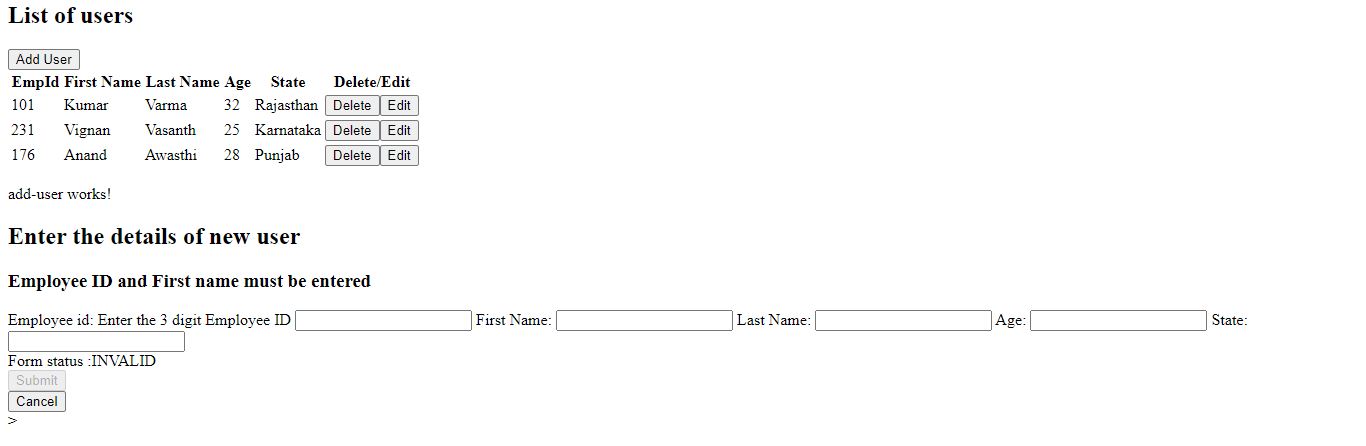 List of users
Add User
EmpId First Name Last Name Age State Delete/Edit
101 Kumar Varma 32 Rajasthan Delete Edit
231 Vignan Vasanth 25 Karnataka Delete Edit
176 Anand Awasthi 28 Punjab Delete Edit
add-user works!
Enter the details of new user
Employee ID and First name must be entered
Employee id: Enter the 3 digit Employee ID First Name: Last Name: Age: State:
Form status :INVALID
Submit
Cancel
>